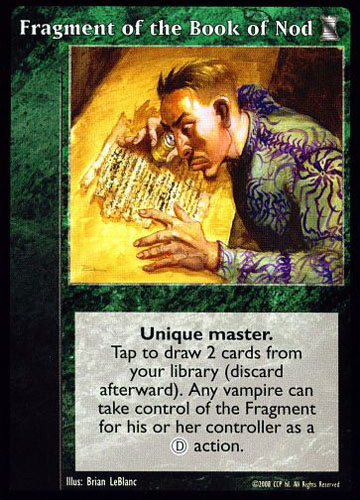 Fragment of the Book of Nod
Unique master.
Tap to draw 2 cards from
your library (discard
afterward). Any vampire can
take control of the Fragment
for his or her controller as a
Ⓓ action.
Illus: Brian LeBlanc
©2008 CCP hf. All Rights Reserved